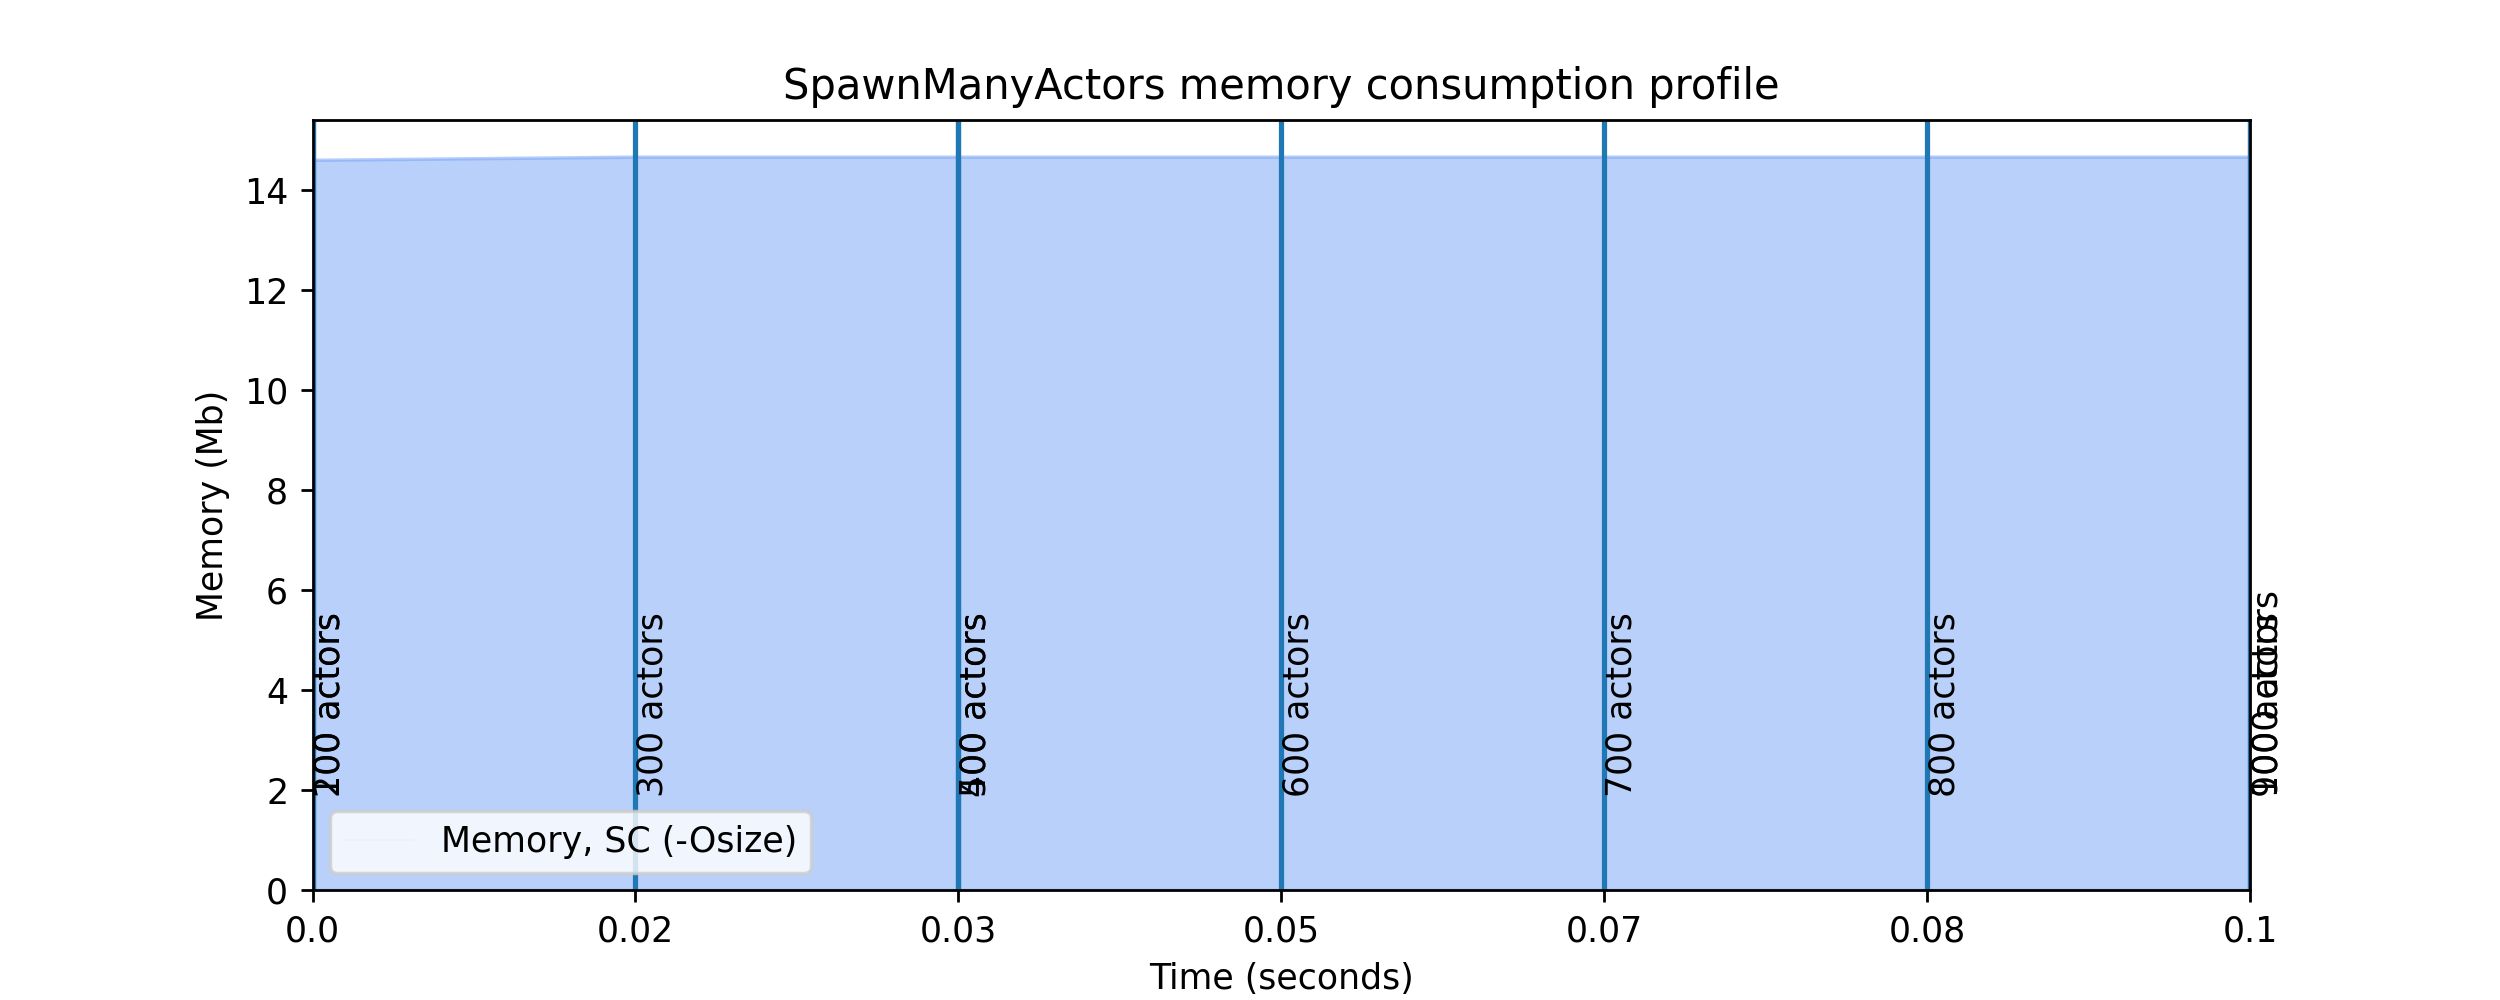 SpawnManyActors memory consumption profile
Memory (Mb)
14
12
10
8
6
4
2
0
200 actors
300 actors
500 actors
600 actors
700 actors
800 actors
actors
Memory, SC (-Osize)
0.0 0.02 0.03 0.05 0.07 0.08 0.1
Time (seconds)